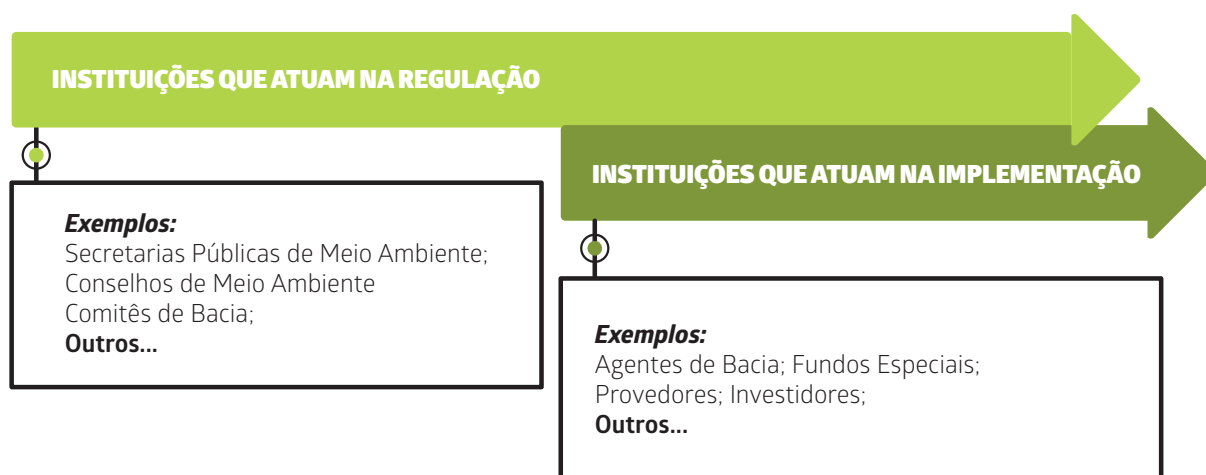 INSTITUIÇÕES QUE ATUAM NA REGULAÇÃO
Exemplos:
Secretarias Públicas de Meio Ambiente;
Conselhos de Meio Ambiente
Comitês de Bacia;
Outros...
INSTITUIÇÕES QUE ATUAM NA IMPLEMENTAÇÃO
Exemplos:
Agentes de Bacia; Fundos Especiais;
Provedores; Investidores;
Outros...